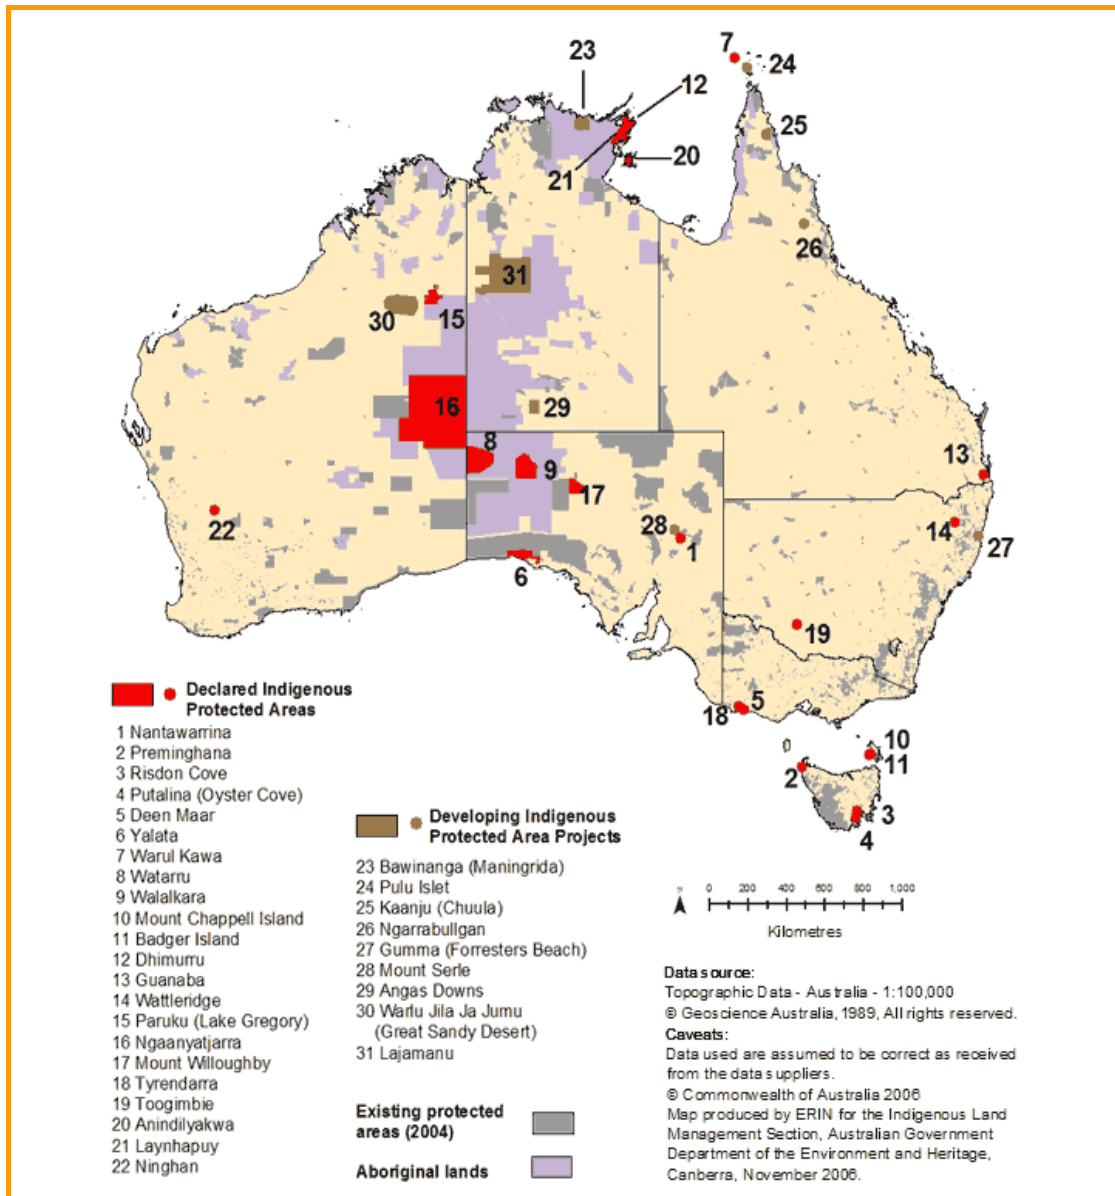 7
23
24
12
25
20
21
26
31
30
15
16
29
8
9
13
17
22
28
14
1
27
6
19
5
18
10
11
2
3
4
Declared Indigenous
Protected Areas
1 Nantawarrina
2 Preminghana
3 Risdon Cove
4 Putalina (Oyster Cove)
5 Deen Maar
6 Yalata
7 Warul Kawa
8 Watarru
9 Walalkara
10 Mount Chappell Island
11 Badger Island
12 Dhimurru
13 Guanaba
14 Wattleridge
15 Paruku (Lake Gregory)
16 Ngaanyatjarra
17 Mount Willoughby
18 Tyrendarra
19 Toogimbie
20 Anindilyakwa
21 Laynhapuy
22 Ninghan
Developing Indigenous
Protected Area Projects
23 Bawinanga (Maningrida)
24 Pulu Islet
25 Kaanju (Chuula)
26 Ngarrabullgan
27 Gumma (Forresters Beach)
28 Mount Serle
29 Angas Downs
30 Warlu Jila Ja Jumu
(Great Sandy Desert)
31 Lajamanu
Existing protected
areas (2004)
Aboriginal lands
0 200 400 600 800 1,000
Kilometres
Data source:
Topographic Data - Australia - 1:100,000
© Geoscience Australia, 1989, All rights reserved.
Caveats:
Data used are assumed to be correct as received
from the data suppliers.
© Commonwealth of Australia 2006
Map produced by ERIN for the Indigenous Land
Management Section, Australian Government
Department of the Environment and Heritage,
Canberra, November 2006.